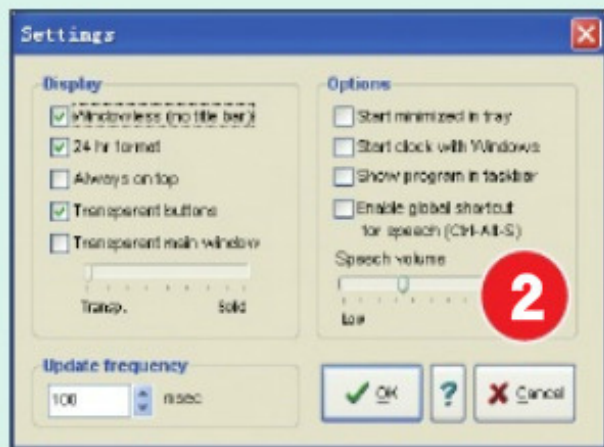 Settings
Display
Windowless (no title bar)
24 hr format
Always on top
Transparent buttons
Transparent main window
Transp. Solid
Update frequency
100 msec
Options
Start minimized in tray
Start clock with Windows
Show program in taskbar
Enable global shortcut
for speech (Ctrl-Alt-S)
Speech volume
Low
2
OK ? Cancel